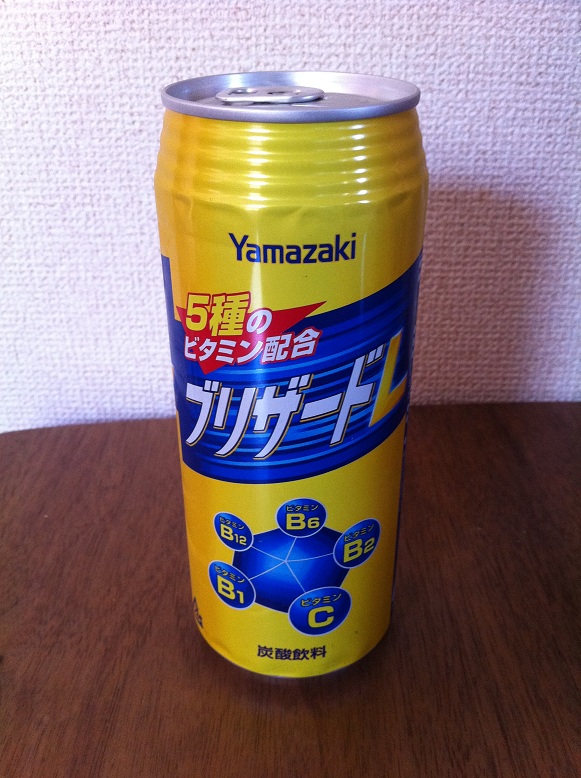 Yamazaki
5種の
ビタミン配合
ブリザードL
ビタミン
B6
ビタミン
B12
ビタミン
B2
ビタミン
B1
ビタミン
C
炭酸飲料